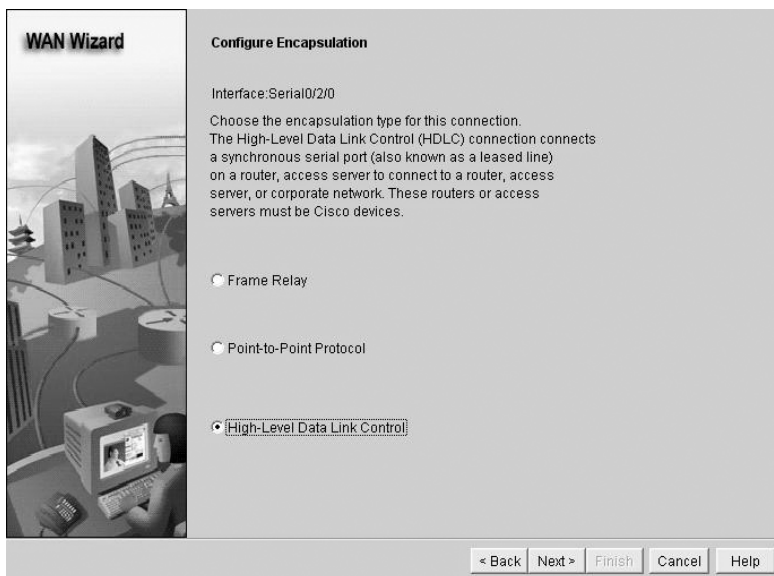 WAN Wizard
Configure Encapsulation
Interface:Serial0/2/0
Choose the encapsulation type for this connection.
The High-Level Data Link Control (HDLC) connection connects
a synchronous serial port (also known as a leased line)
on a router, access server to connect to a router, access
server, or corporate network. These routers or access
servers must be Cisco devices.
Frame Relay
Point-to-Point Protocol
High-Level Data Link Control
< Back Next > Finish Cancel Help